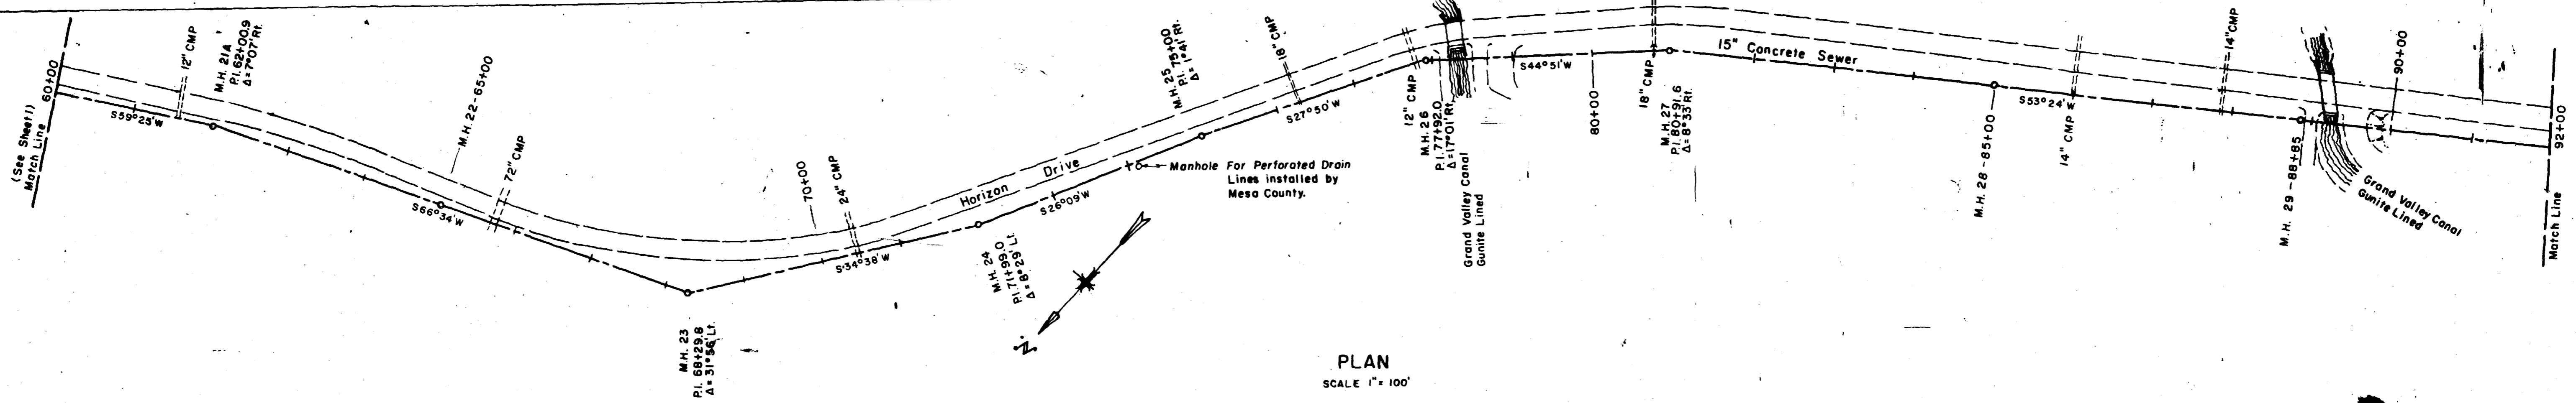 (See Sheet 1)
Match Line
60+00
S59°25'W
12" CMP
M.H. 21A
P.I. 62+00.9
Δ=7°07'Rt.
M.H. 22-65+00
S66°34'W
72" CMP
M.H. 23
P.I. 68+29.8
Δ= 31°56' Lt.
70+00
24" CMP
S34°38'W
M.H. 24
P.I. 71+99.0
Δ=8°29' Lt.
Horizon Drive
S26°09'W
Manhole For Perforated Drain
Lines installed by
Mesa County.
M.H. 25
P.I. 75+00
Δ= 1°41' Rt.
18" CMP
S27°50'W
12" CMP
M.H. 26
P.I. 77+92.0
Δ=17°01' Rt.
Grand Valley Canal
Gunite Lined
S44°51'W
80+00
18" CMP
M.H. 27
P.I. 80+91.6
Δ=8°33' Rt.
15" Concrete Sewer
M.H. 28-85+00
S53°24'W
14" CMP
14" CMP
M.H. 29-88+85
Grand Valley Canal
Gunite Lined
90+00
92+00
Match Line
N.
PLAN
SCALE 1"= 100'